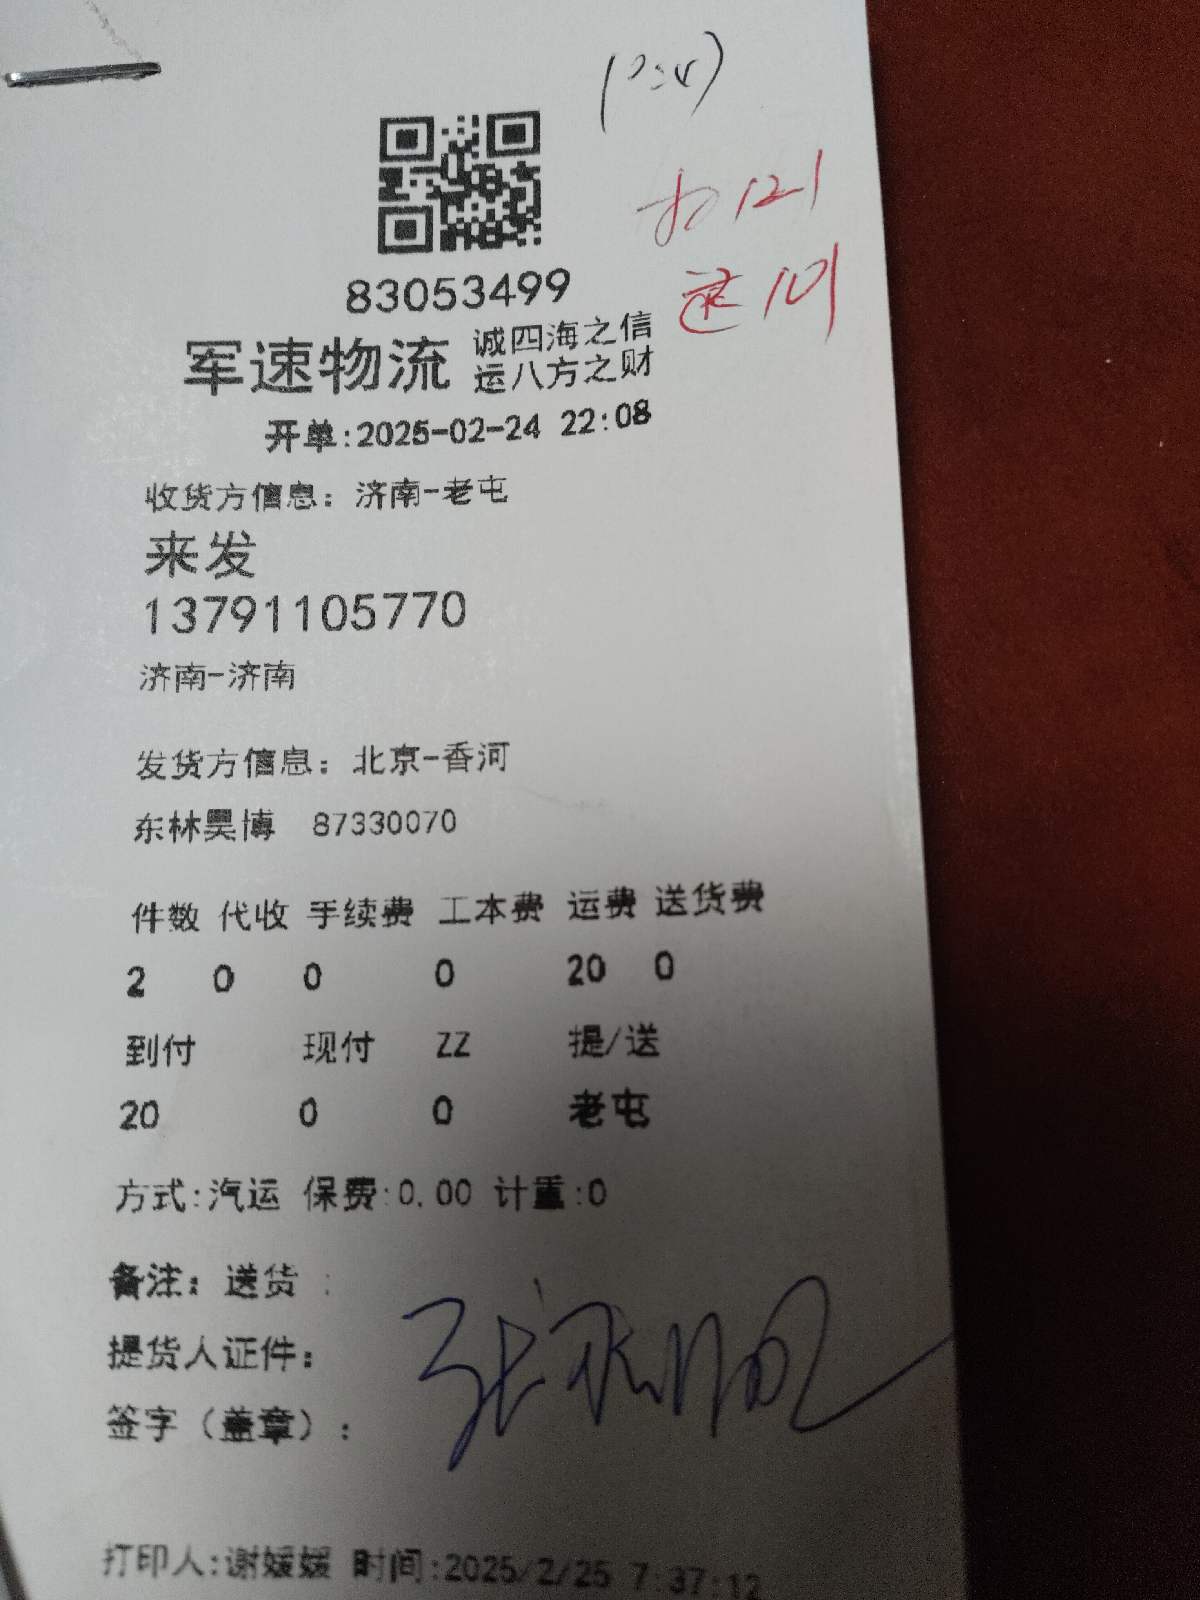 83053499
军速物流 诚四海之信
运八方之财
开单:2025-02-24 22:08
收货方信息：济南-老屯
来发
13791105770
济南-济南
发货方信息：北京-香河
东林昊博 87330070
件数 代收 手续费 工本费 运费 送货费
2 0 0 0 20 0
到付 现付 ZZ 提/送
20 0 0 老屯
方式:汽运 保费:0.00 计重:0
备注：送货 :
提货人证件：
签字（盖章）：
打印人:谢媛媛 时间:2025/2/25 7:37:12
121
101